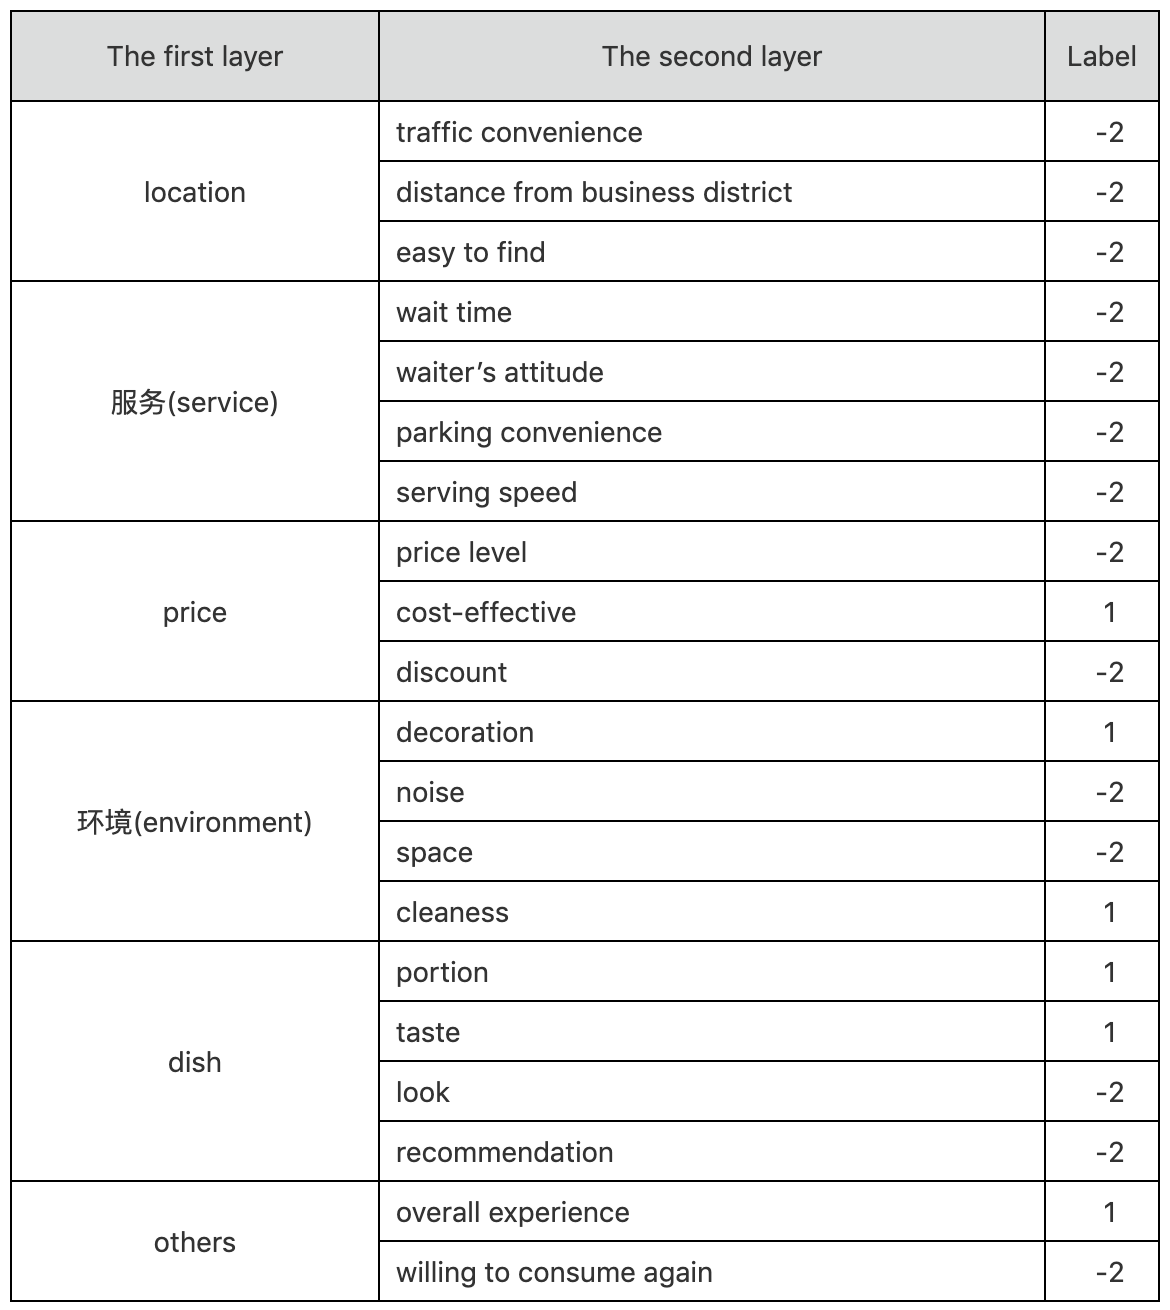 The first layer The second layer Label
location
traffic convenience -2
distance from business district -2
easy to find -2
服务(service)
wait time -2
waiter’s attitude -2
parking convenience -2
serving speed -2
price
price level -2
cost-effective 1
discount -2
环境(environment)
decoration 1
noise -2
space -2
cleaness 1
dish
portion 1
taste 1
look -2
recommendation -2
others
overall experience 1
willing to consume again -2